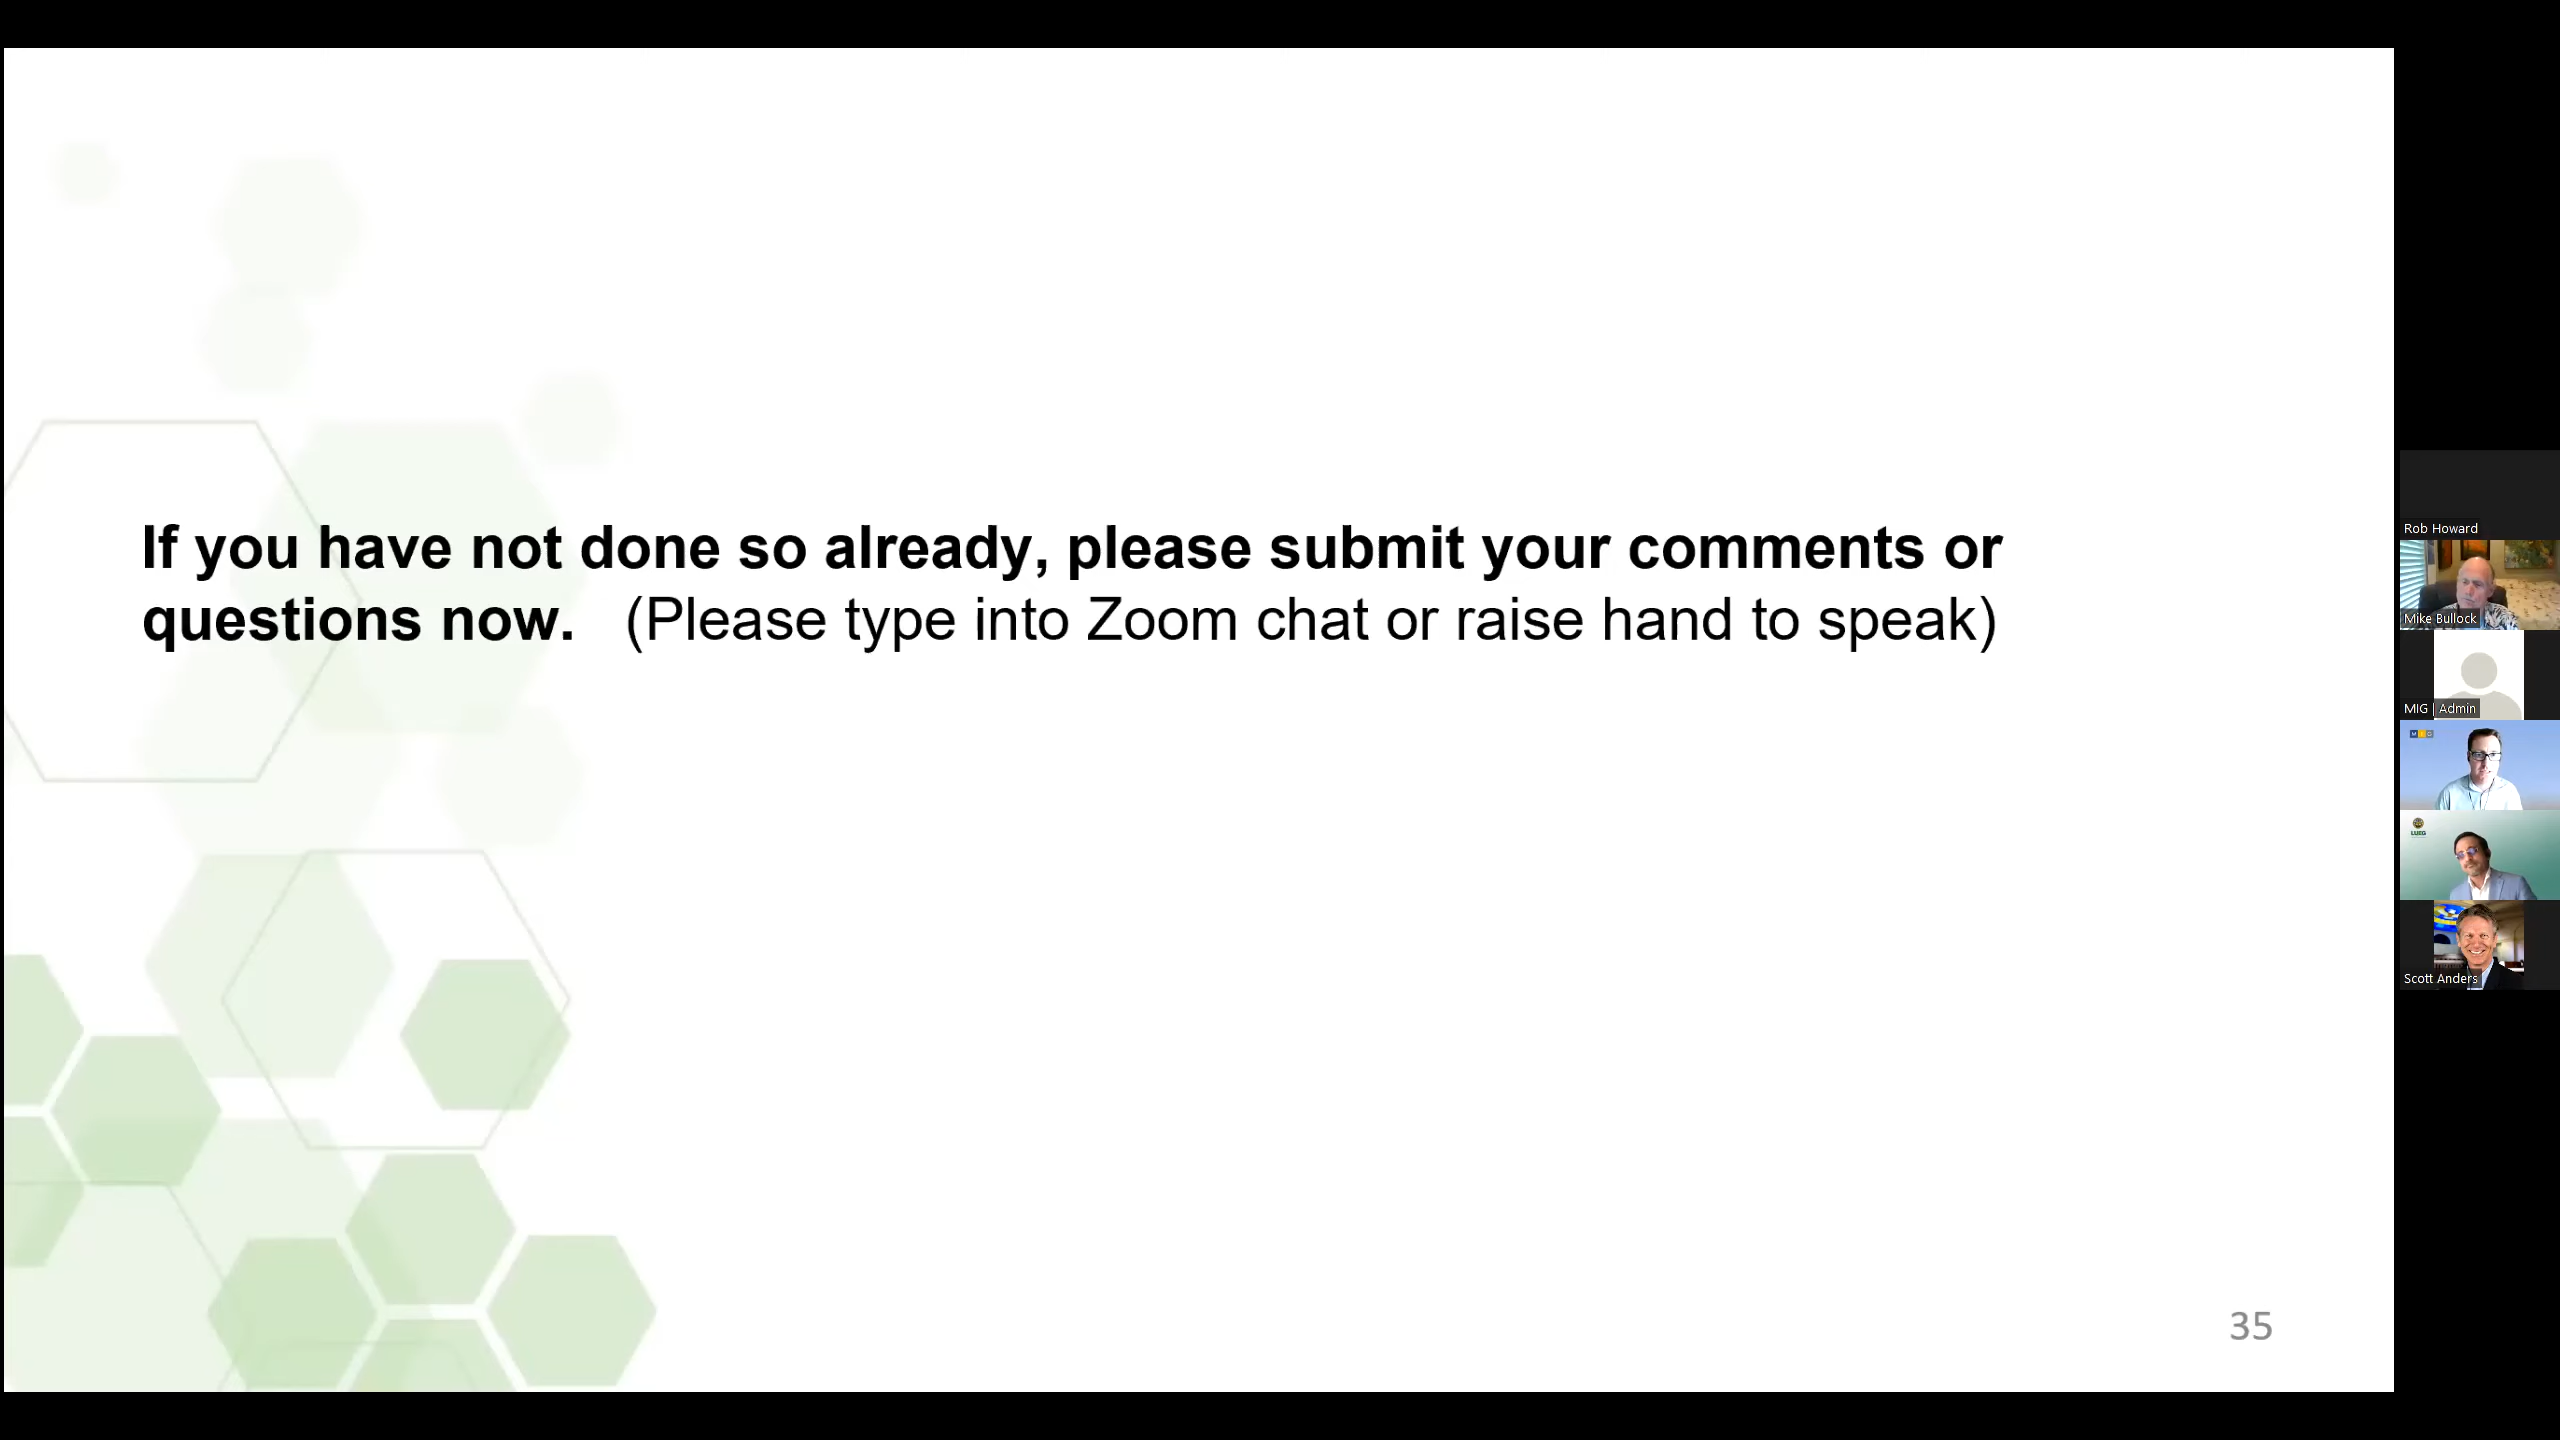 If you have not done so already, please submit your comments or
questions now. (Please type into Zoom chat or raise hand to speak)
35
Rob Howard
Mike Bullock
MIG | Admin
M I G
LUEG
Scott Anders